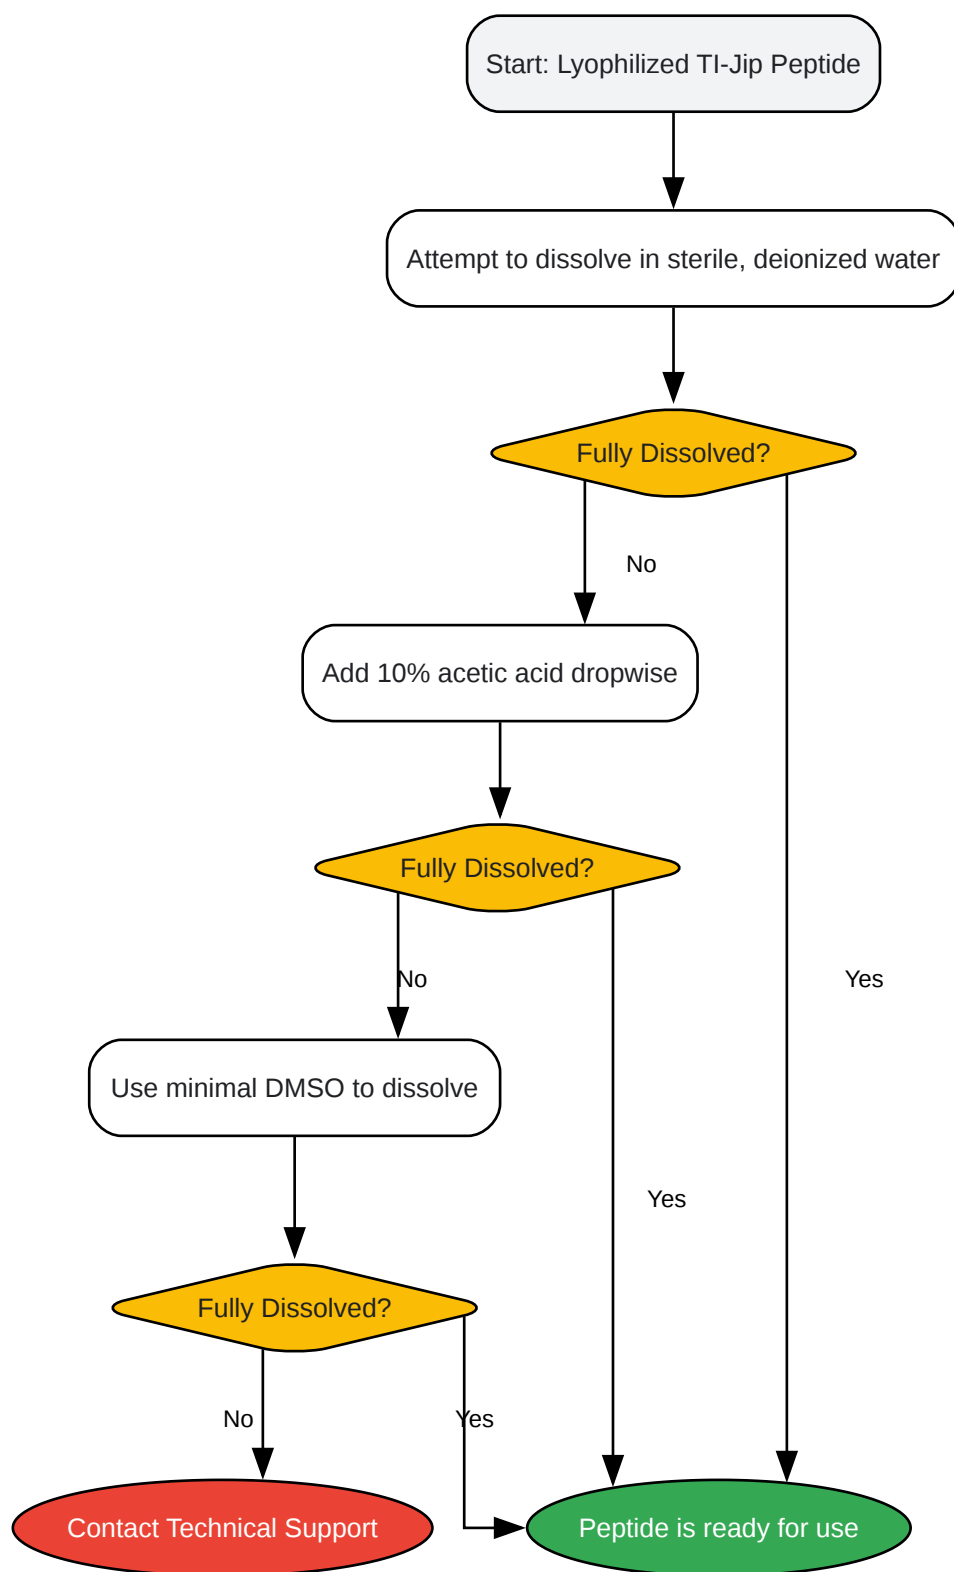 Start: Lyophilized TI-Jip Peptide
Attempt to dissolve in sterile, deionized water
Fully Dissolved?
No
Add 10% acetic acid dropwise
Fully Dissolved?
No
Yes
Use minimal DMSO to dissolve
Yes
Fully Dissolved?
No
Yes
Contact Technical Support
Peptide is ready for use